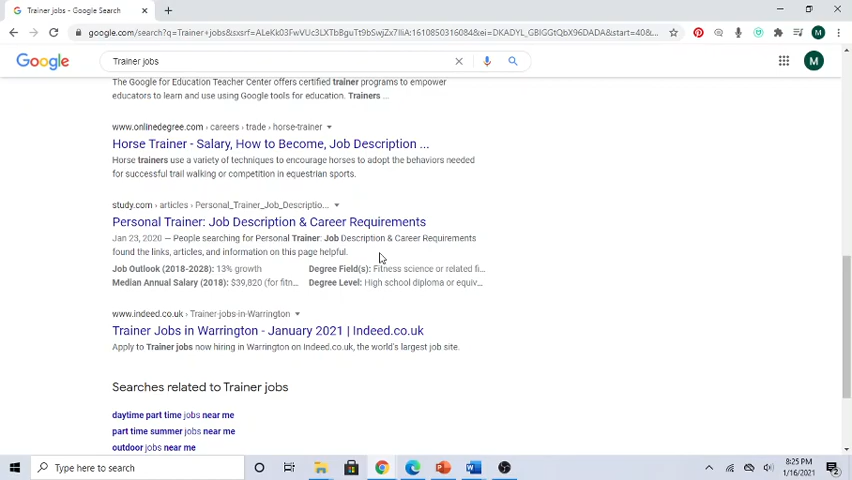 Trainer jobs - Google Search
google.com/search?q=Trainer+jobs&sxsrf=
Google
Trainer jobs
M
M
The Google for Education Teacher Center offers certified trainer programs to empower
educators to learn and use using Google tools for education. Trainers ...
www.onlinedegree.com › careers › trade › horse-trainer
Horse Trainer - Salary, How to Become, Job Description ...
Horse trainers use a variety of techniques to encourage horses to adopt the behaviors needed
for successful trail walking or competition in equestrian sports.
study.com › articles › Personal_Trainer_Job_Descriptio...
Personal Trainer: Job Description & Career Requirements
Jan 23, 2020 — People searching for Personal Trainer: Job Description & Career Requirements
found the links, articles, and information on this page helpful.
Job Outlook (2018-2028): 13% growth
Degree Field(s): Fitness science or related fi...
Median Annual Salary (2018): $39,820 (for fitn...
Degree Level: High school diploma or equiv...
www.indeed.co.uk › Trainer-jobs-in-Warrington
Trainer Jobs in Warrington - January 2021 | Indeed.co.uk
Apply to Trainer jobs now hiring in Warrington on Indeed.co.uk, the world's largest job site.
Searches related to Trainer jobs
daytime part time jobs near me
part time summer jobs near me
outdoor jobs near me
Type here to search
8:25 PM
1/16/2021